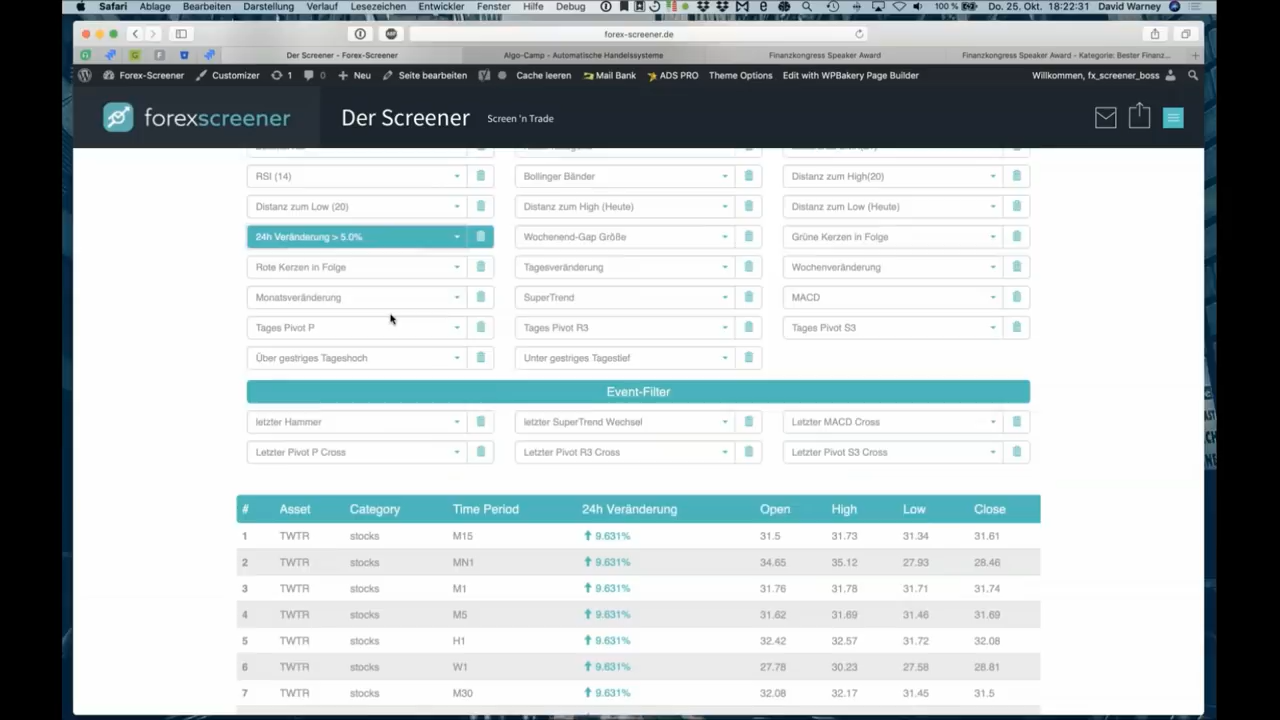 Safari Ablage Bearbeiten Darstellung Verlauf Lesezeichen Entwickler Fenster Hilfe Debug 100 % Do. 25. Okt. 18:22:31 David Warney
forex-screener.de
Der Screener - Forex-Screener Algo-Camp - Automatische Handelssysteme Finanzkongress Speaker Award Finanzkongress Speaker Award - Kategorie: Bester Finanz...
Forex-Screener Customizer 1 0 Neu Seite bearbeiten Cache leeren Mail Bank ADS PRO Theme Options Edit with WPBakery Page Builder Willkommen, fx_screener_boss
forexscreener Der Screener Screen 'n Trade
RSI (14) Bollinger Bänder Distanz zum High(20)
Distanz zum Low (20) Distanz zum High (Heute) Distanz zum Low (Heute)
24h Veränderung > 5.0% Wochenend-Gap Größe Grüne Kerzen in Folge
Rote Kerzen in Folge Tagesveränderung Wochenveränderung
Monatsveränderung SuperTrend MACD
Tages Pivot P Tages Pivot R3 Tages Pivot S3
Über gestriges Tageshoch Unter gestriges Tagestief
Event-Filter
letzter Hammer letzter SuperTrend Wechsel Letzter MACD Cross
Letzter Pivot P Cross Letzter Pivot R3 Cross Letzter Pivot S3 Cross
# Asset Category Time Period 24h Veränderung Open High Low Close
1 TWTR stocks M15 9.631% 31.5 31.73 31.34 31.61
2 TWTR stocks MN1 9.631% 34.65 35.12 27.93 28.46
3 TWTR stocks M1 9.631% 31.76 31.78 31.71 31.74
4 TWTR stocks M5 9.631% 31.62 31.69 31.46 31.69
5 TWTR stocks H1 9.631% 32.42 32.57 31.72 32.08
6 TWTR stocks W1 9.631% 27.78 30.23 27.58 28.81
7 TWTR stocks M30 9.631% 32.08 32.17 31.45 31.5